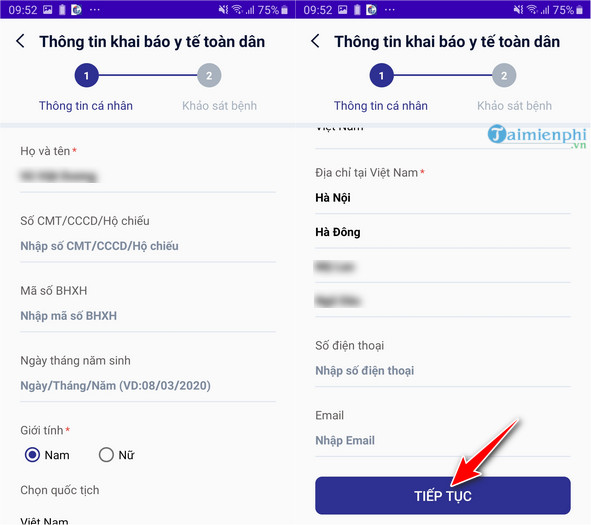 09:52
75%
Thông tin khai báo y tế toàn dân
1
2
Thông tin cá nhân
Khảo sát bệnh
Họ và tên *
Số CMT/CCCD/Hộ chiếu
Nhập số CMT/CCCD/Hộ chiếu
Mã số BHXH
Nhập mã số BHXH
Ngày tháng năm sinh
Ngày/Tháng/Năm (VD:08/03/2020)
Giới tính *
Nam
Nữ
Chọn quốc tịch
Việt Nam
09:52
75%
Thông tin khai báo y tế toàn dân
1
2
Thông tin cá nhân
Khảo sát bệnh
Việt Nam
Taimienphi
.vn
Địa chỉ tại Việt Nam *
Hà Nội
Hà Đông
Số điện thoại
Nhập số điện thoại
Email
Nhập Email
TIẾP TỤC